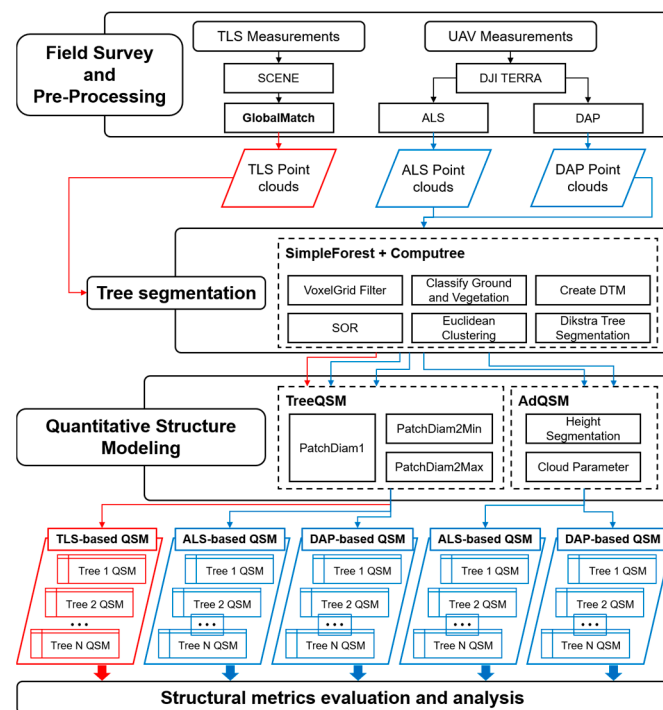 TLS Measurements
UAV Measurements
Field Survey
and
Pre-Processing
SCENE
DJI TERRA
GlobalMatch
ALS
DAP
TLS Point
clouds
ALS Point
clouds
DAP Point
clouds
Tree segmentation
SimpleForest + Computree
VoxelGrid Filter
Classify Ground
and Vegetation
Create DTM
SOR
Euclidean
Clustering
Dikstra Tree
Segmentation
Quantitative Structure
Modeling
TreeQSM
PatchDiam1
PatchDiam2Min
PatchDiam2Max
AdQSM
Height
Segmentation
Cloud Parameter
TLS-based QSM
Tree 1 QSM
Tree 2 QSM
•••
Tree N QSM
ALS-based QSM
Tree 1 QSM
Tree 2 QSM
•••
Tree N QSM
DAP-based QSM
Tree 1 QSM
Tree 2 QSM
•••
Tree N QSM
ALS-based QSM
Tree 1 QSM
Tree 2 QSM
•••
Tree N QSM
DAP-based QSM
Tree 1 QSM
Tree 2 QSM
•••
Tree N QSM
Structural metrics evaluation and analysis